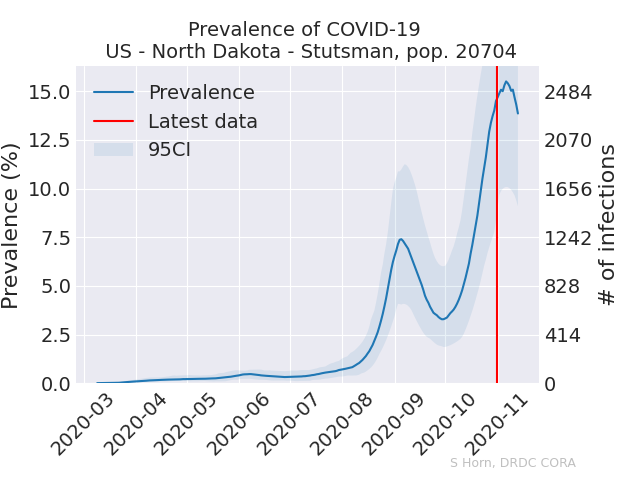 Prevalence of COVID-19
US - North Dakota - Stutsman, pop. 20704
Prevalence
Latest data
95CI
Prevalence (%)
15.0
12.5
10.0
7.5
5.0
2.5
0.0
2484
2070
1656
1242
828
414
0
# of infections
2020-03
2020-04
2020-05
2020-06
2020-07
2020-08
2020-09
2020-10
2020-11
S Horn, DRDC CORA